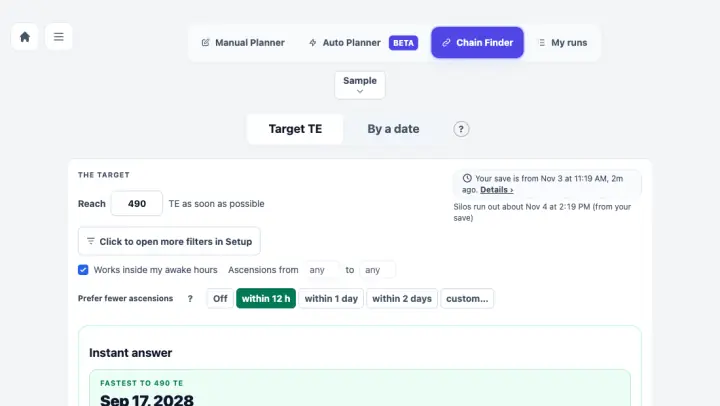 Manual Planner
Auto Planner BETA
Chain Finder
My runs
Sample
Target TE
By a date
?
THE TARGET
Your save is from Nov 3 at 11:19 AM, 2m
ago. Details ›
Reach 490 TE as soon as possible
Silos run out about Nov 4 at 2:19 PM (from your
save)
Click to open more filters in Setup
Works inside my awake hours Ascensions from any to any
Prefer fewer ascensions ? Off within 12 h within 1 day within 2 days custom...
Instant answer
FASTEST TO 490 TE
Sep 17, 2028